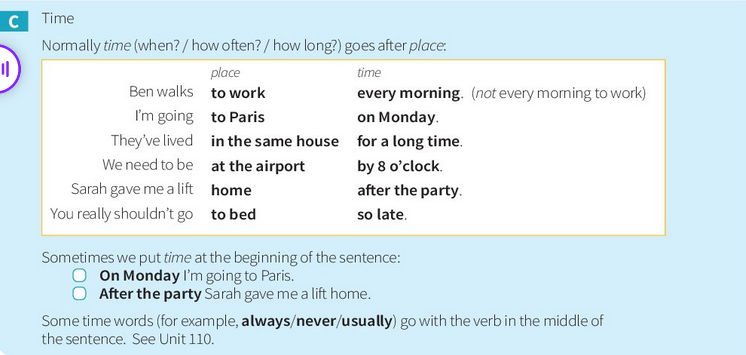 C Time
Normally time (when? / how often? / how long?) goes after place:
place time
Ben walks to work every morning. (not every morning to work)
I’m going to Paris on Monday.
They’ve lived in the same house for a long time.
We need to be at the airport by 8 o’clock.
Sarah gave me a lift home after the party.
You really shouldn’t go to bed so late.
Sometimes we put time at the beginning of the sentence:
On Monday I’m going to Paris.
After the party Sarah gave me a lift home.
Some time words (for example, always/never/usually) go with the verb in the middle of
the sentence. See Unit 110.